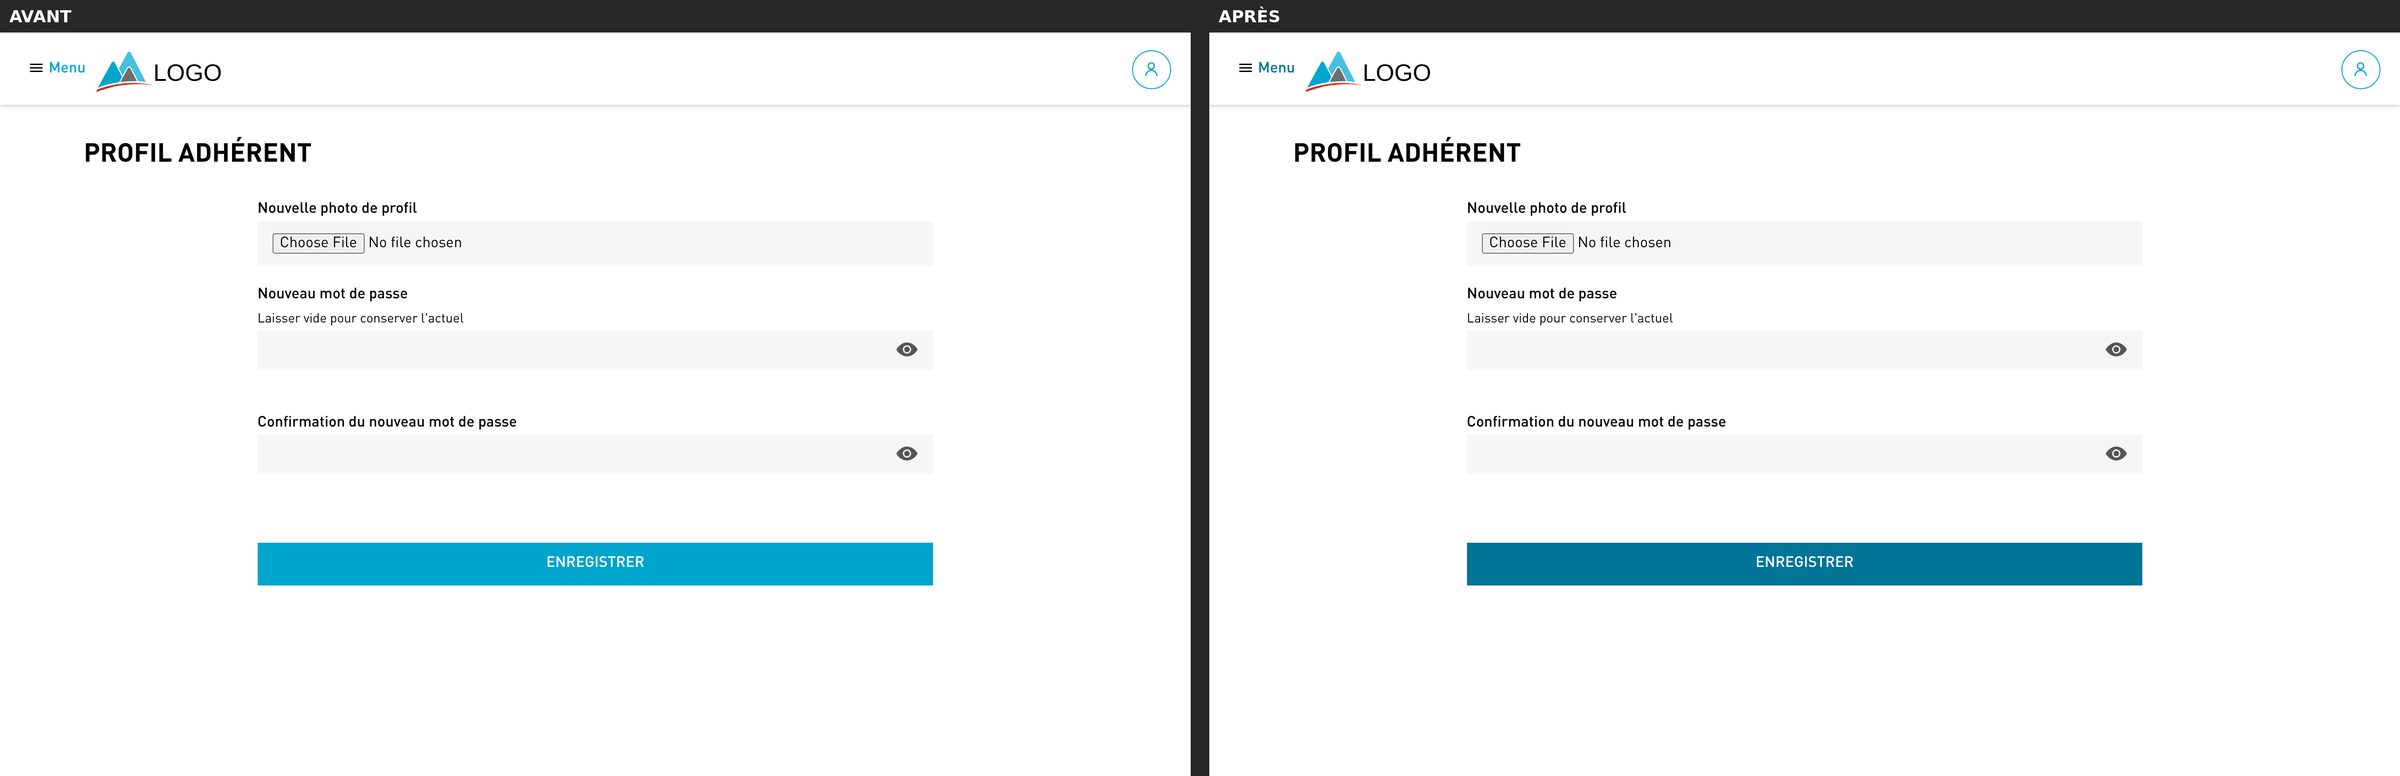 AVANT
Menu LOGO
PROFIL ADHÉRENT
Nouvelle photo de profil
Choose File No file chosen
Nouveau mot de passe
Laisser vide pour conserver l'actuel
Confirmation du nouveau mot de passe
ENREGISTRER
APRÈS
Menu LOGO
PROFIL ADHÉRENT
Nouvelle photo de profil
Choose File No file chosen
Nouveau mot de passe
Laisser vide pour conserver l'actuel
Confirmation du nouveau mot de passe
ENREGISTRER